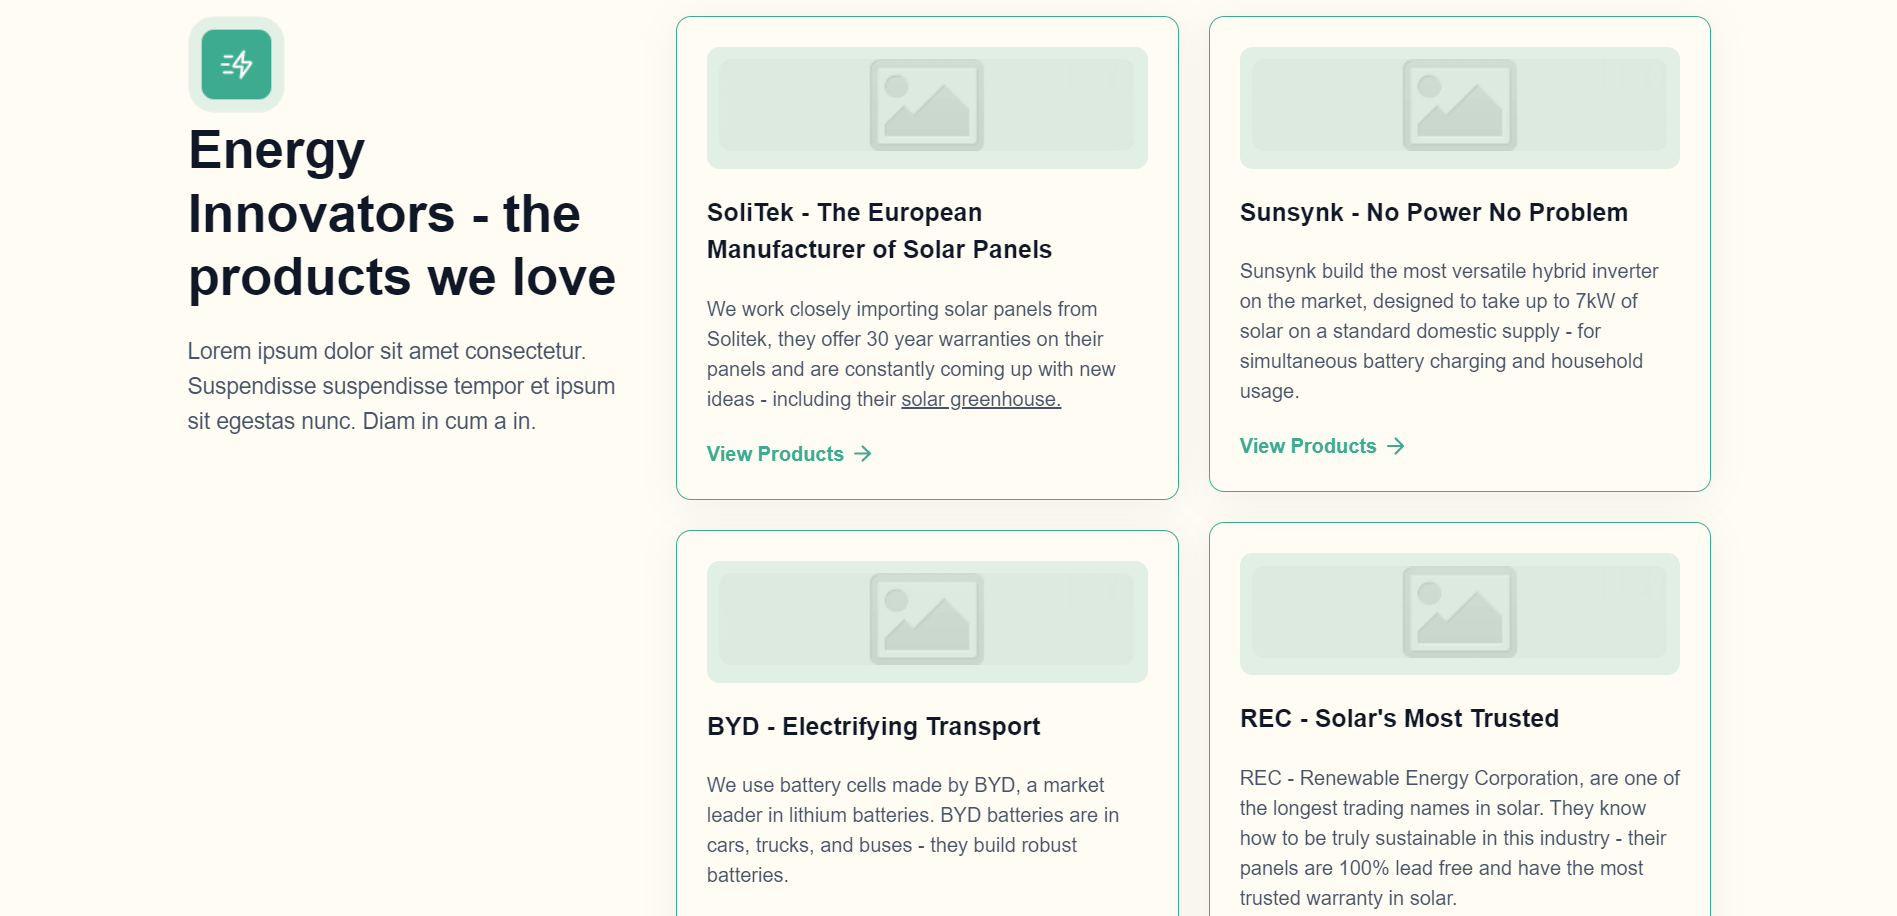 Energy
Innovators - the
products we love
Lorem ipsum dolor sit amet consectetur.
Suspendisse suspendisse tempor et ipsum
sit egestas nunc. Diam in cum a in.
SoliTek - The European
Manufacturer of Solar Panels
We work closely importing solar panels from
Solitek, they offer 30 year warranties on their
panels and are constantly coming up with new
ideas - including their solar greenhouse.
View Products
Sunsynk - No Power No Problem
Sunsynk build the most versatile hybrid inverter
on the market, designed to take up to 7kW of
solar on a standard domestic supply - for
simultaneous battery charging and household
usage.
View Products
BYD - Electrifying Transport
We use battery cells made by BYD, a market
leader in lithium batteries. BYD batteries are in
cars, trucks, and buses - they build robust
batteries.
REC - Solar's Most Trusted
REC - Renewable Energy Corporation, are one of
the longest trading names in solar. They know
how to be truly sustainable in this industry - their
panels are 100% lead free and have the most
trusted warranty in solar.